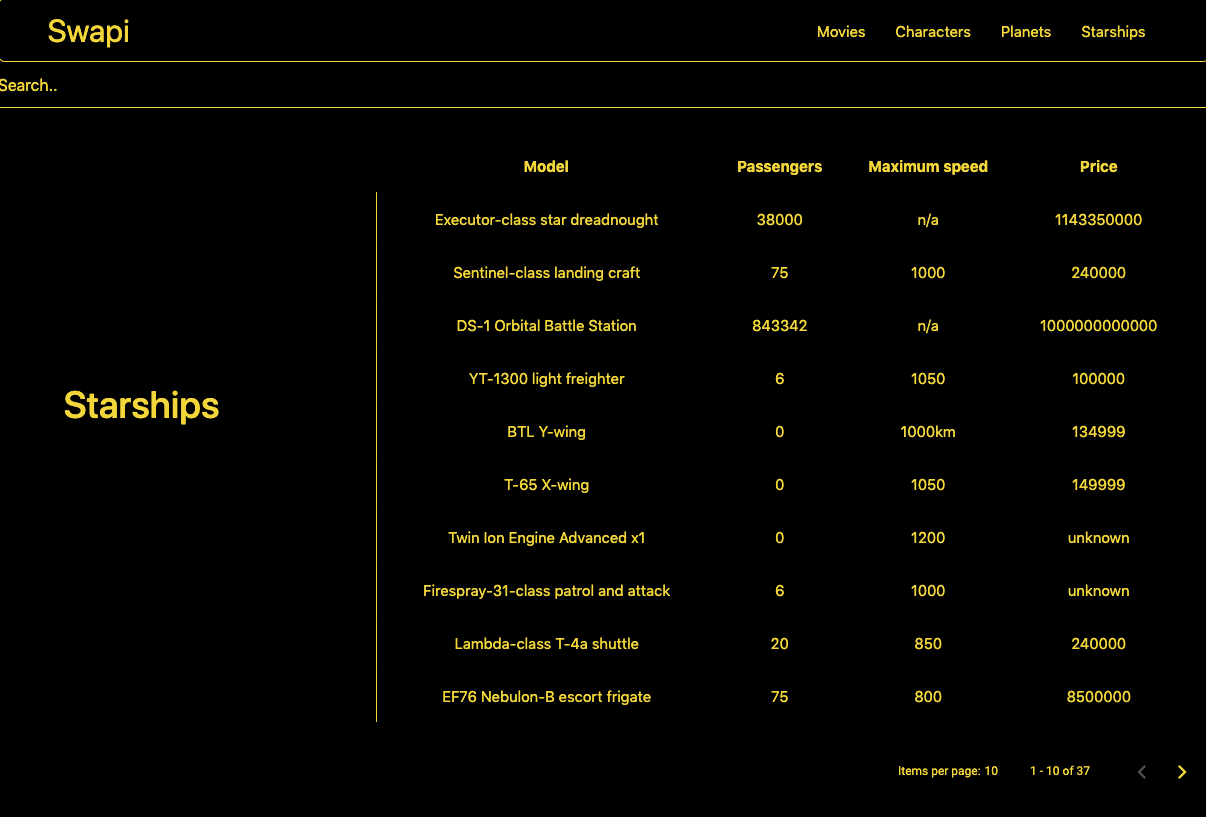 Swapi Movies Characters Planets Starships
Search..
Model Passengers Maximum speed Price
Executor-class star dreadnought 38000 n/a 1143350000
Sentinel-class landing craft 75 1000 240000
DS-1 Orbital Battle Station 843342 n/a 1000000000000
YT-1300 light freighter 6 1050 100000
Starships
BTL Y-wing 0 1000km 134999
T-65 X-wing 0 1050 149999
Twin Ion Engine Advanced x1 0 1200 unknown
Firespray-31-class patrol and attack 6 1000 unknown
Lambda-class T-4a shuttle 20 850 240000
EF76 Nebulon-B escort frigate 75 800 8500000
Items per page: 10 1 - 10 of 37